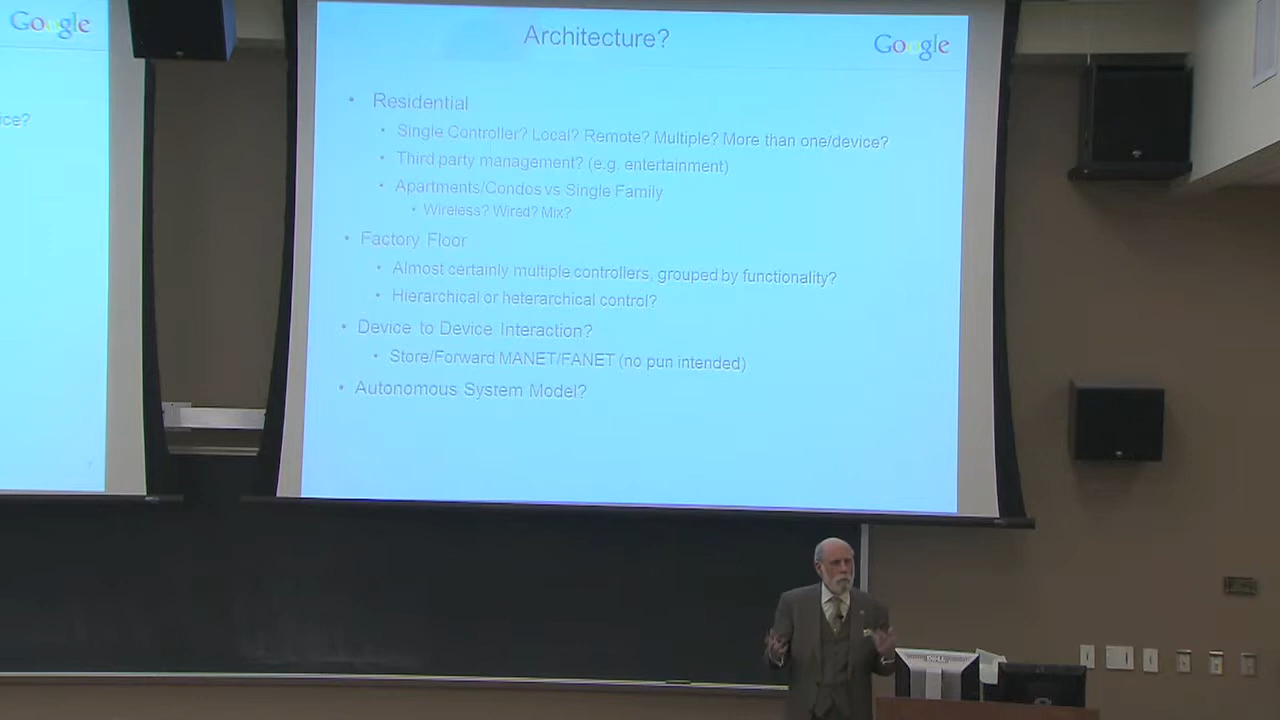 Google
ice?
Architecture?
Google
• Residential
• Single Controller? Local? Remote? Multiple? More than one/device?
• Third party management? (e.g. entertainment)
• Apartments/Condos vs Single Family
• Wireless? Wired? Mix?
• Factory Floor
• Almost certainly multiple controllers, grouped by functionality?
• Hierarchical or heterarchical control?
• Device to Device Interaction?
• Store/Forward MANET/FANET (no pun intended)
• Autonomous System Model?
DELL